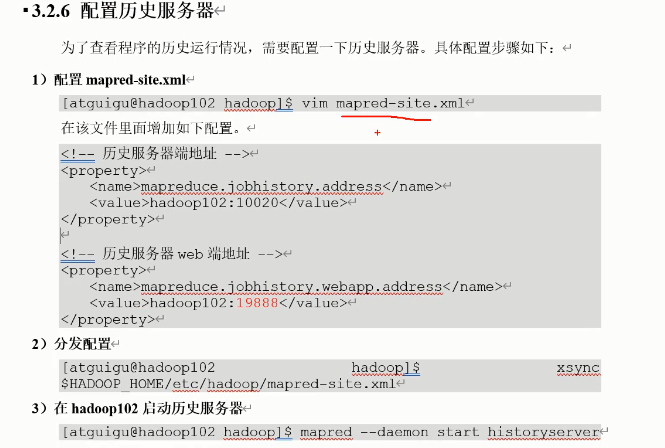 3.2.6 配置历史服务器
为了查看程序的历史运行情况，需要配置一下历史服务器。具体配置步骤如下：
1）配置 mapred-site.xml
[atguigu@hadoop102 hadoop]$ vim mapred-site.xml
在该文件里面增加如下配置。
<!-- 历史服务器端地址 -->
<property>
    <name>mapreduce.jobhistory.address</name>
    <value>hadoop102:10020</value>
</property>
<!-- 历史服务器 web 端地址 -->
<property>
    <name>mapreduce.jobhistory.webapp.address</name>
    <value>hadoop102:19888</value>
</property>
2）分发配置
[atguigu@hadoop102 hadoop]$ xsync
$HADOOP_HOME/etc/hadoop/mapred-site.xml
3）在 hadoop102 启动历史服务器
[atguigu@hadoop102 hadoop]$ mapred --daemon start historyserver